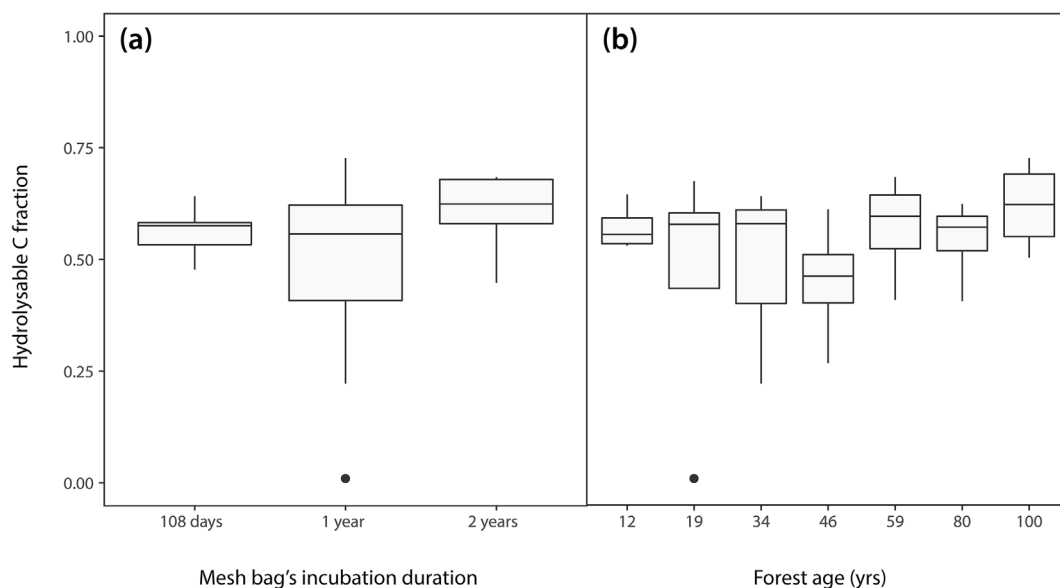 (a)
(b)
Hydrolysable C fraction
1.00
0.75
0.50
0.25
0.00
108 days
1 year
2 years
12
19
34
46
59
80
100
Mesh bag's incubation duration
Forest age (yrs)